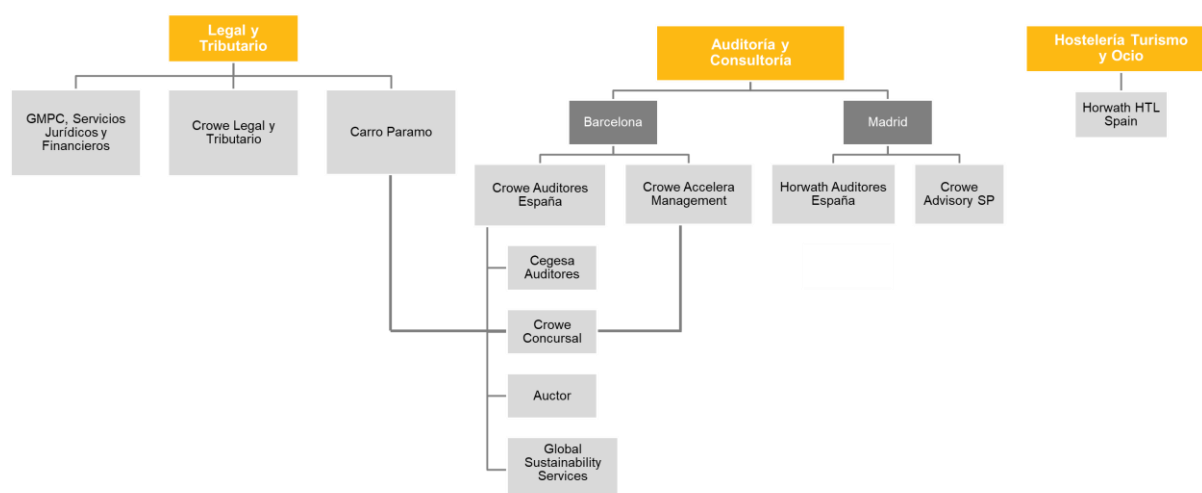 Legal y
Tributario
Auditoría y
Consultoría
Hostelería Turismo
y Ocio
GMPC, Servicios
Jurídicos y
Financieros
Crowe Legal y
Tributario
Carro Paramo
Barcelona
Madrid
Horwath HTL
Spain
Crowe Auditores
España
Crowe Accelera
Management
Horwath Auditores
España
Crowe
Advisory SP
Cegesa
Auditores
Crowe
Concursal
Auctor
Global
Sustainability
Services